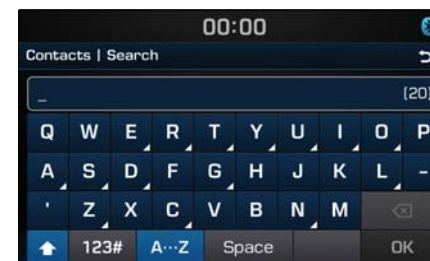 00:00
Contacts | Search
_ (20)
Q W E R T Y U I O P
A S D F G H J K L -
' Z X C V B N M
123# A···Z Space OK